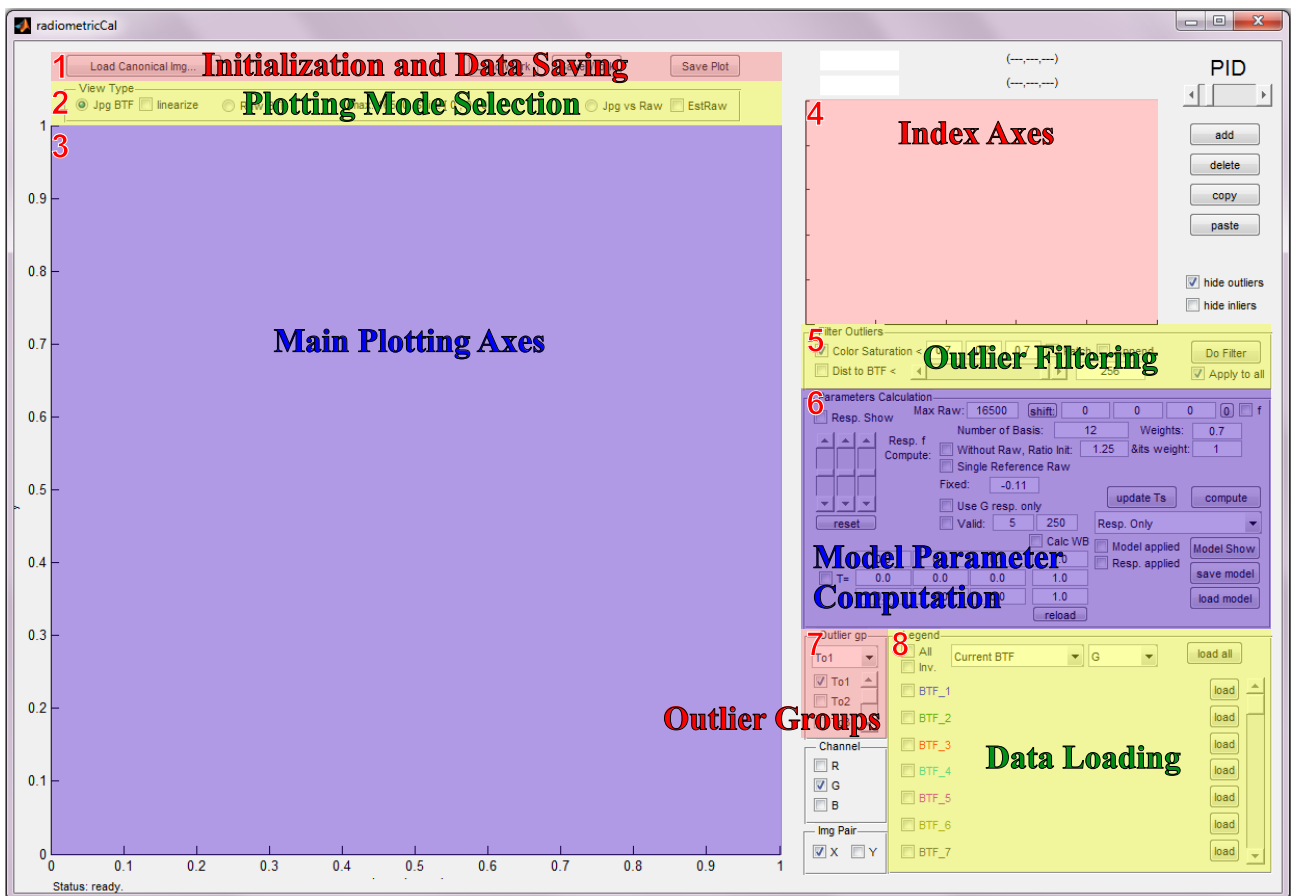 radiometricCal
1 Load Canonical Img... Initialization and Data Saving Save Plot
View Type
2 Jpg BTF linearize Plotting Mode Selection Jpg vs Raw EstRaw
3
Main Plotting Axes
1
0.9
0.8
0.7
0.6
0.5
0.4
0.3
0.2
0.1
0
0 0.1 0.2 0.3 0.4 0.5 0.6 0.7 0.8 0.9 1
Status: ready.
(---,---,---)
(---,---,---)
PID
4
Index Axes
add
delete
copy
paste
hide outliers
hide inliers
Filter Outliers
5 Color Saturation < Outlier Filtering Do Filter
Dist to BTF < 256 Apply to all
Parameters Calculation
6 Resp. Show Max Raw: 16500 shift: 0 0 0 0 f
Number of Basis: 12 Weights: 0.7
Resp. f
Compute: Without Raw, Ratio Init: 1.25 &its weight: 1
Single Reference Raw
Fixed: -0.11
update Ts compute
Use G resp. only
reset Valid: 5 250 Resp. Only
Calc WB Model applied Model Show
Resp. applied
Model Parameter
T= 0.0 0.0 0.0 1.0 save model
Computation 1.0 load model
reload
Outlier gp
7
To1
To1
To2
Outlier Groups
Channel
R
G
B
Img Pair
X Y
Legend
8 All Current BTF G load all
Inv.
BTF_1 load
BTF_2 load
BTF_3 load
Data Loading
BTF_4 load
BTF_5 load
BTF_6 load
BTF_7 load